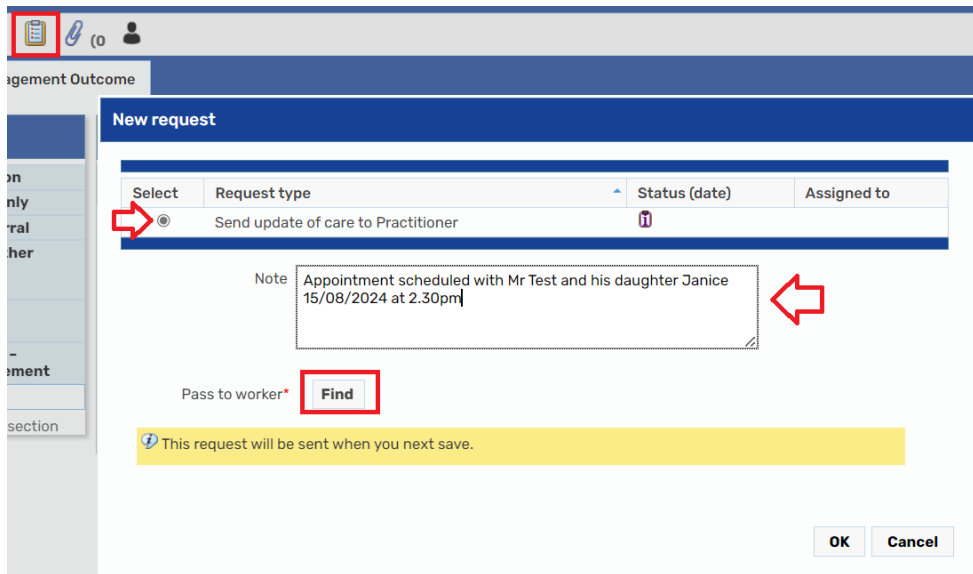 (0
agement Outcome
New request
on
nly
rral
ther
–
ement
section
Select Request type Status (date) Assigned to
Send update of care to Practitioner
Note
Appointment scheduled with Mr Test and his daughter Janice
15/08/2024 at 2.30pm
Pass to worker* Find
This request will be sent when you next save.
OK Cancel